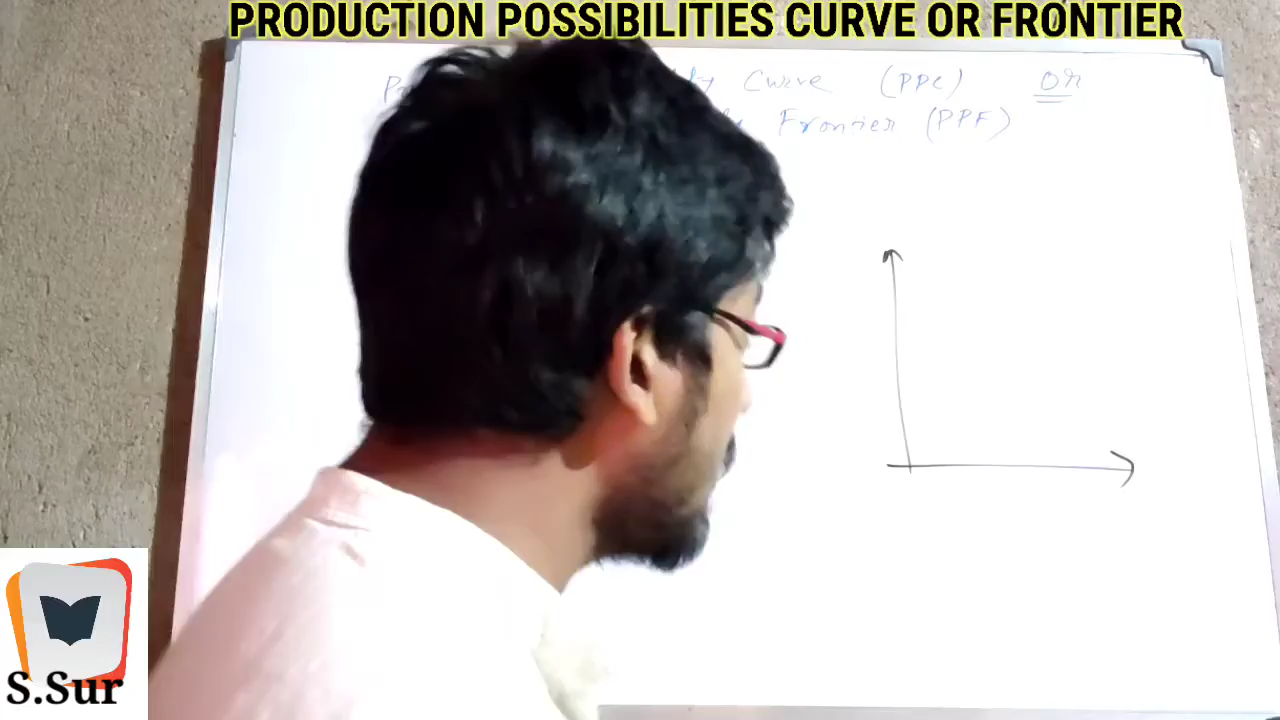 PRODUCTION POSSIBILITIES CURVE OR FRONTIER
Curve (PPC) OR
Frontier (PPF)
S.Sur